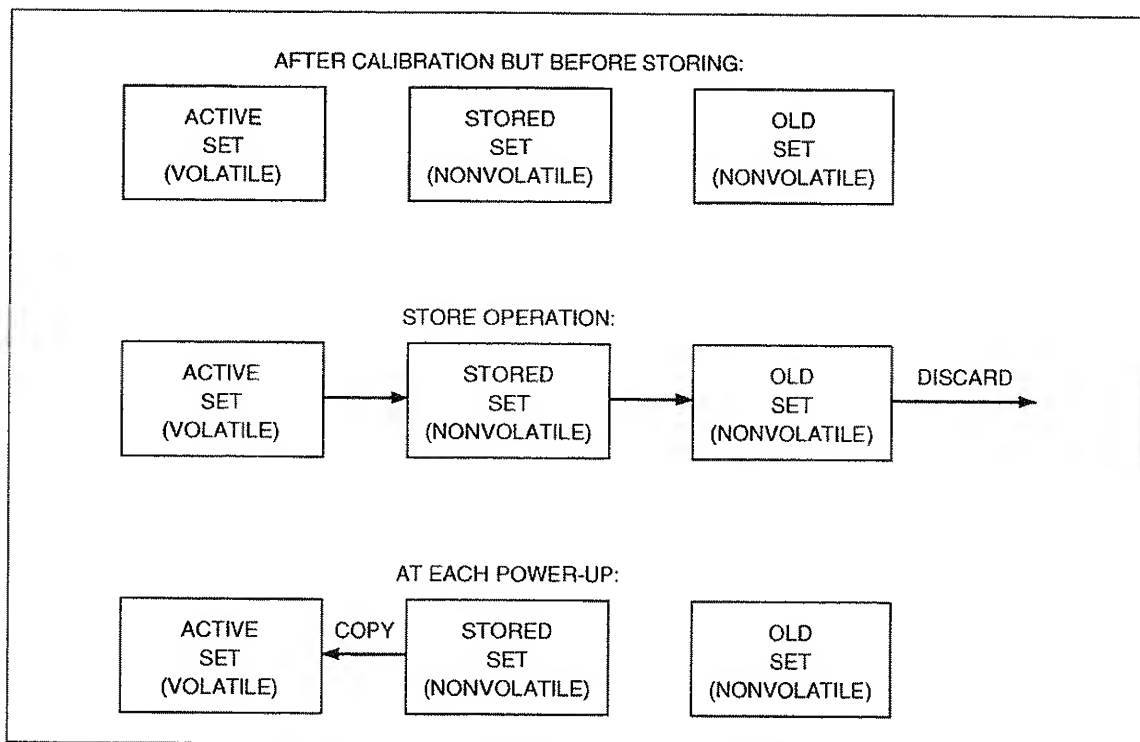 AFTER CALIBRATION BUT BEFORE STORING:
ACTIVE
SET
(VOLATILE)
STORED
SET
(NONVOLATILE)
OLD
SET
(NONVOLATILE)
STORE OPERATION:
ACTIVE
SET
(VOLATILE)
STORED
SET
(NONVOLATILE)
OLD
SET
(NONVOLATILE)
DISCARD
AT EACH POWER-UP:
ACTIVE
SET
(VOLATILE)
COPY
STORED
SET
(NONVOLATILE)
OLD
SET
(NONVOLATILE)